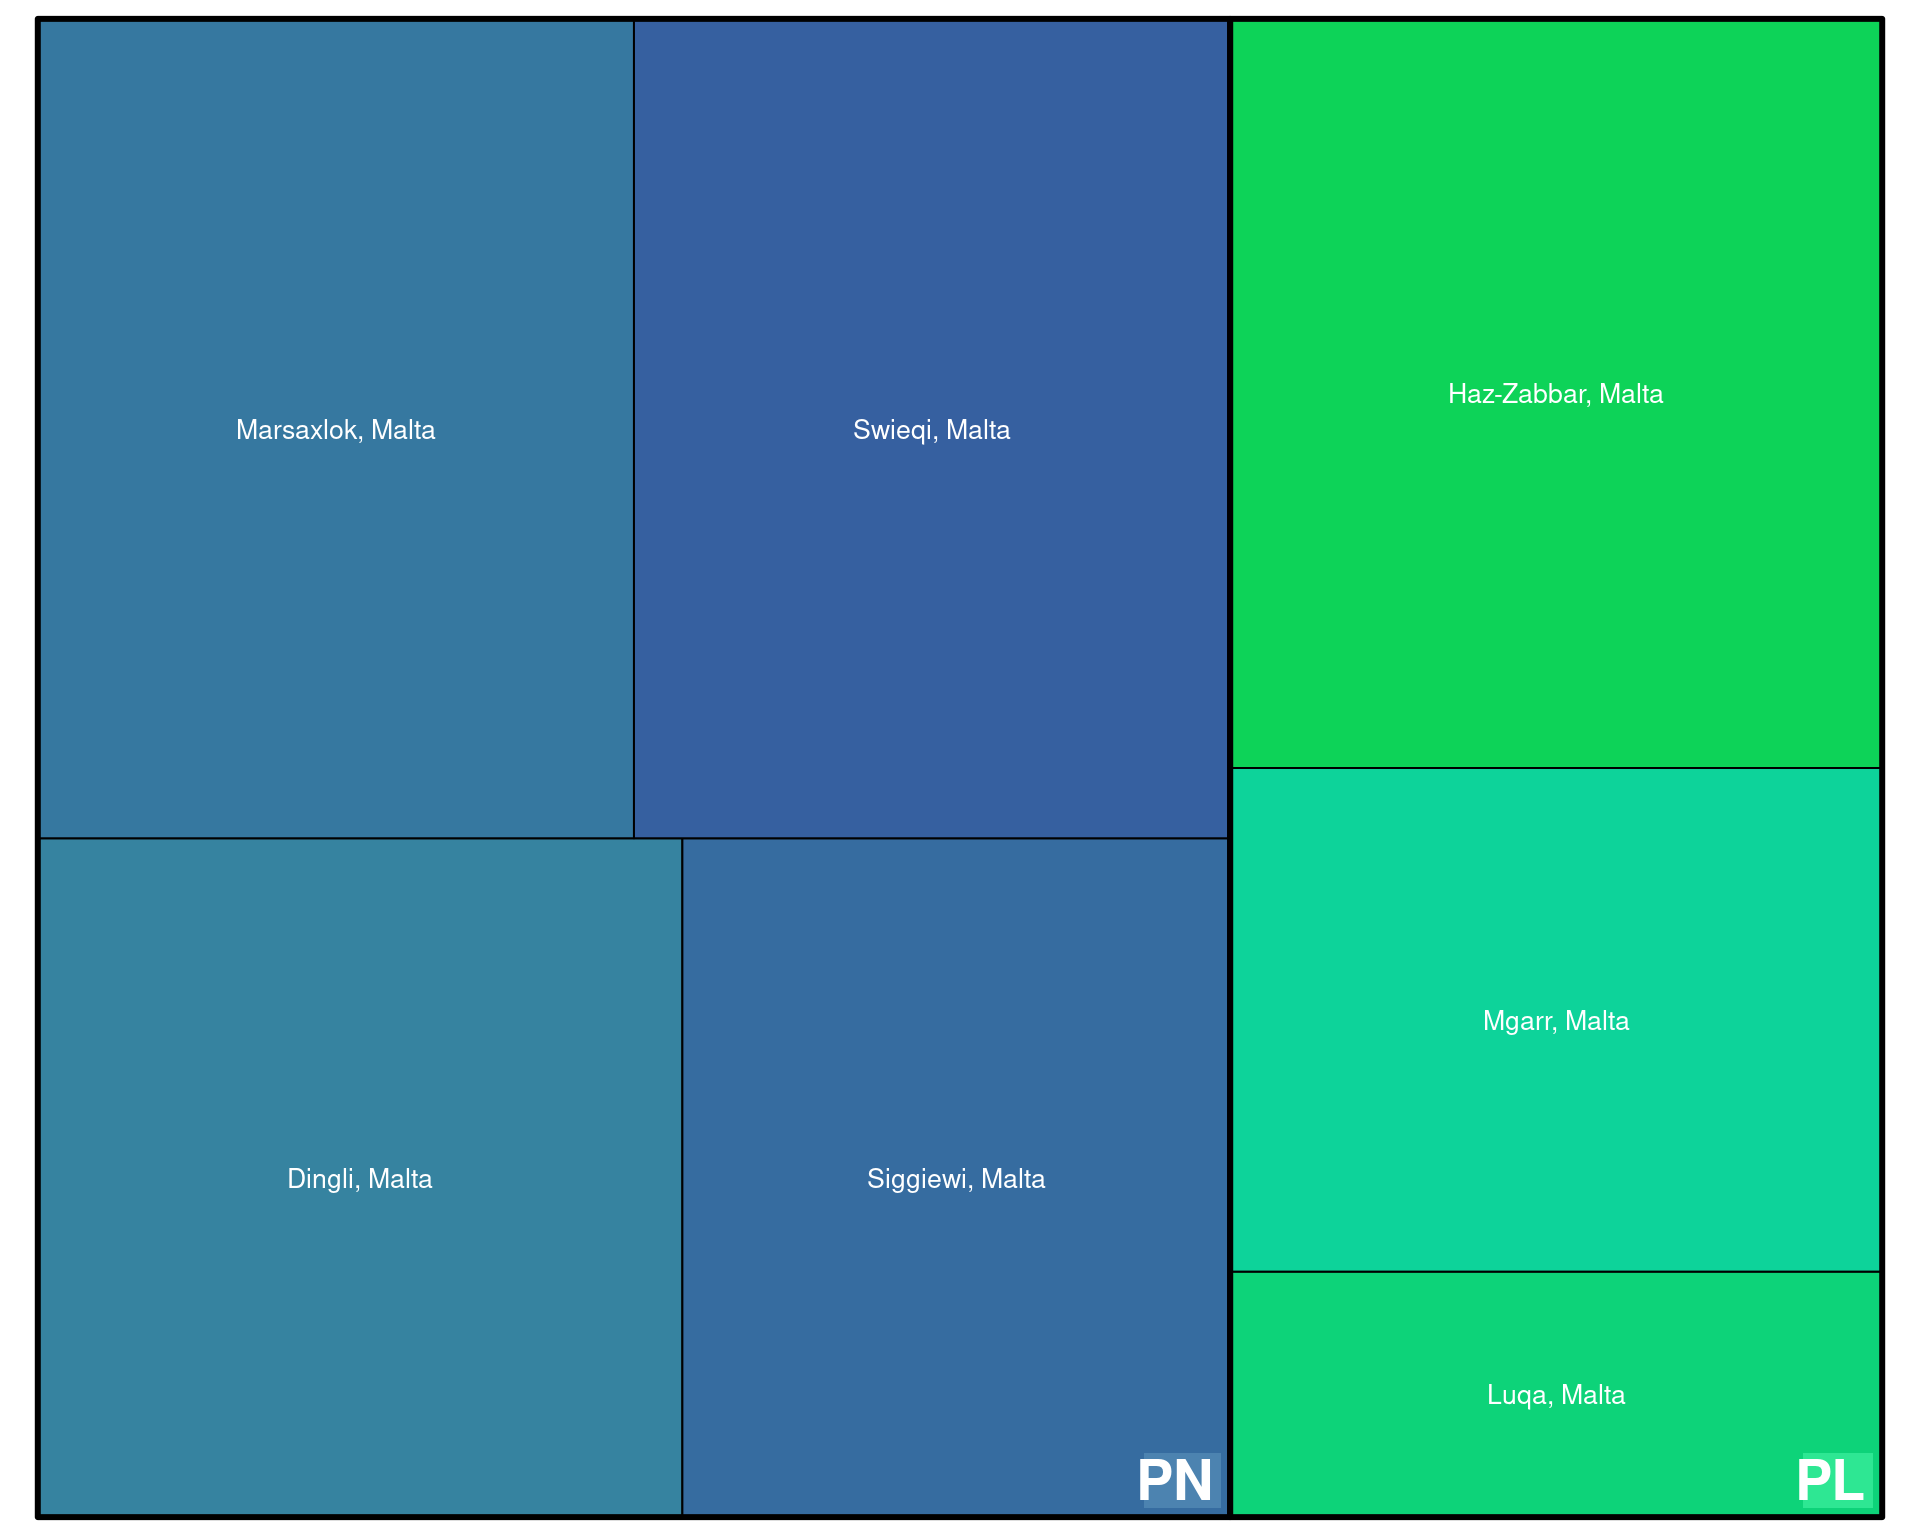 Marsaxlok, Malta
Swieqi, Malta
Haz-Zabbar, Malta
Mgarr, Malta
Dingli, Malta
Siggiewi, Malta
Luqa, Malta
PN
PL